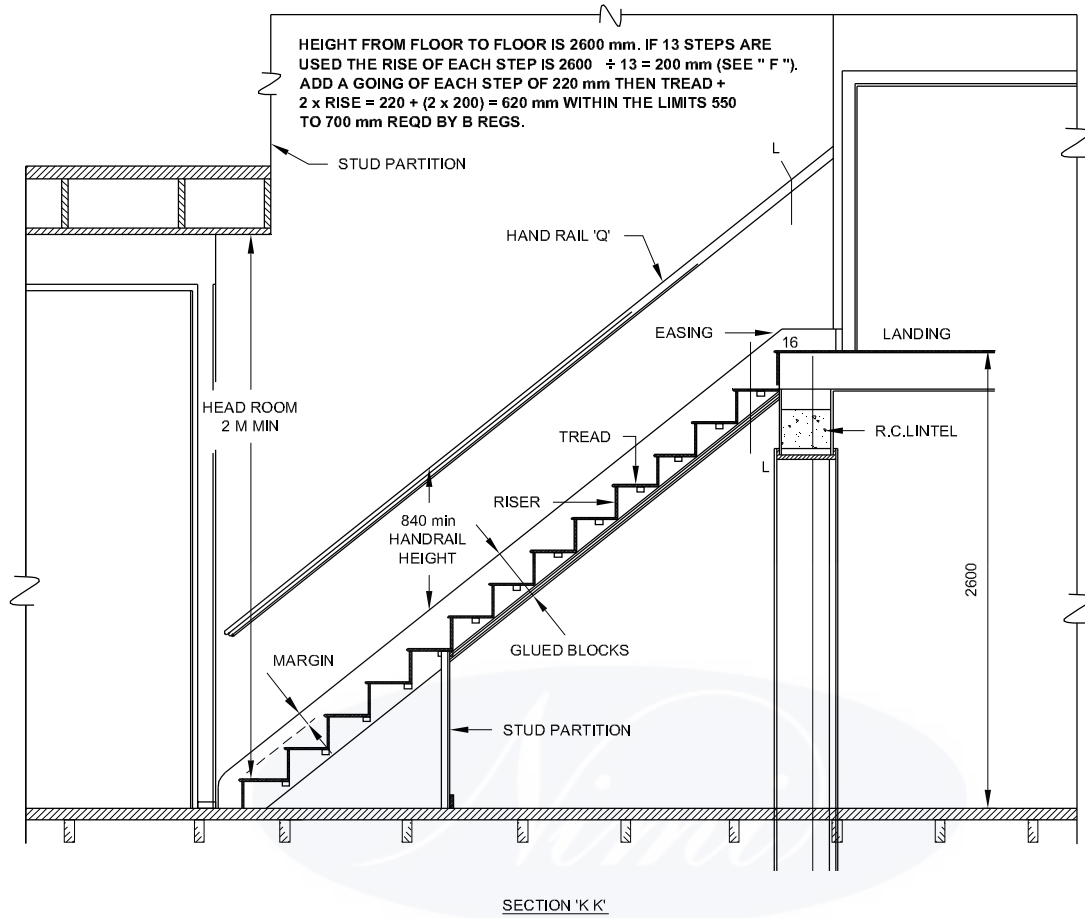 HEIGHT FROM FLOOR TO FLOOR IS 2600 mm. IF 13 STEPS ARE
USED THE RISE OF EACH STEP IS 2600 ÷ 13 = 200 mm (SEE " F ").
ADD A GOING OF EACH STEP OF 220 mm THEN TREAD +
2 x RISE = 220 + (2 x 200) = 620 mm WITHIN THE LIMITS 550
TO 700 mm REQD BY B REGS.
STUD PARTITION
L
HAND RAIL 'Q'
EASING
16
LANDING
HEAD ROOM
2 M MIN
R.C.LINTEL
TREAD
L
RISER
840 min
HANDRAIL
HEIGHT
2600
GLUED BLOCKS
MARGIN
STUD PARTITION
Nimi
SECTION 'K K'